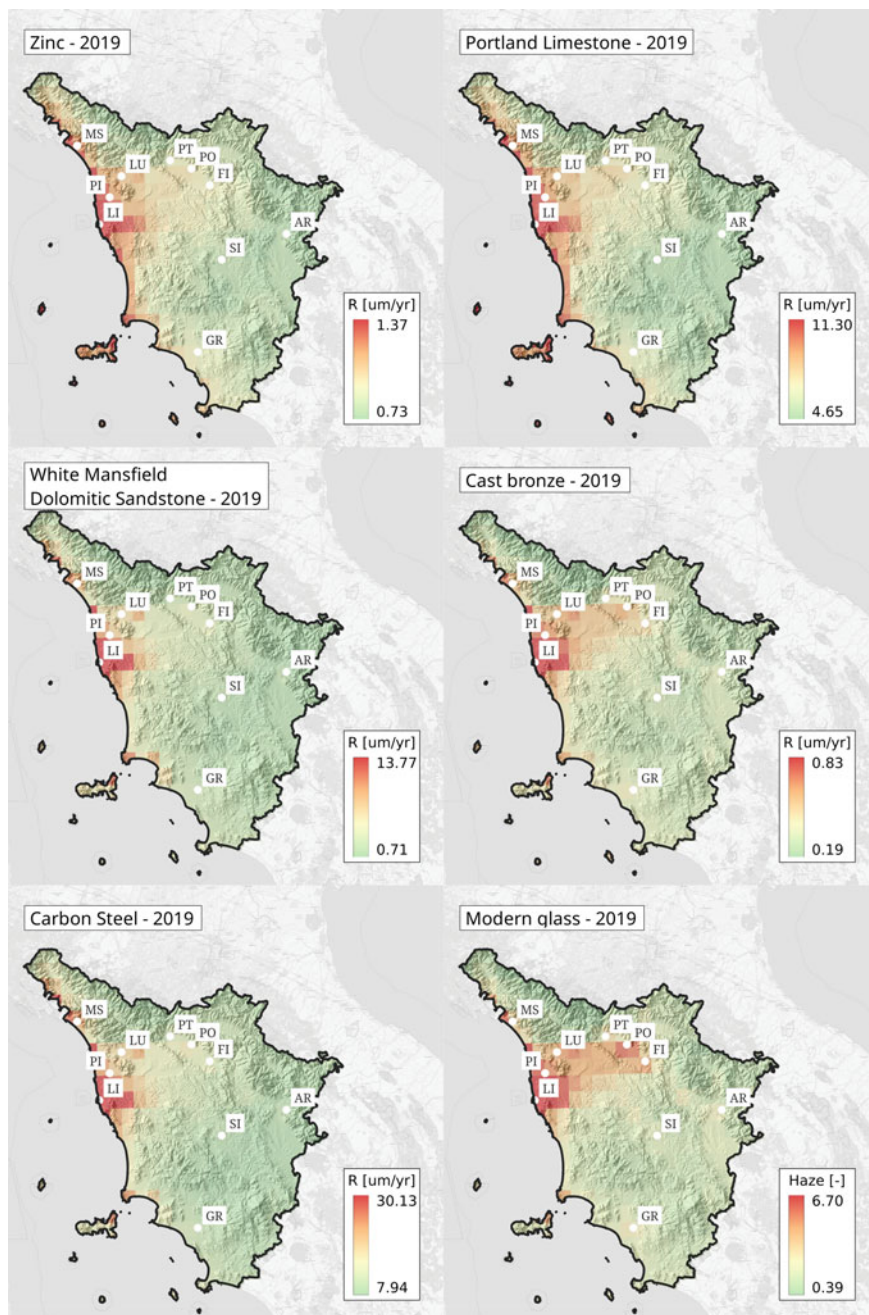 Zinc - 2019
MS
LU
PT
PO
FI
PI
LI
AR
SI
GR
R [um/yr]
1.37
0.73
Portland Limestone - 2019
MS
LU
PT
PO
FI
PI
LI
AR
SI
GR
R [um/yr]
11.30
4.65
White Mansfield
Dolomitic Sandstone - 2019
MS
LU
PT
PO
FI
PI
LI
AR
SI
GR
R [um/yr]
13.77
0.71
Cast bronze - 2019
MS
LU
PT
PO
FI
PI
LI
AR
SI
GR
R [um/yr]
0.83
0.19
Carbon Steel - 2019
MS
LU
PT
PO
FI
PI
LI
AR
SI
GR
R [um/yr]
30.13
7.94
Modern glass - 2019
MS
LU
PT
PO
FI
PI
LI
AR
SI
GR
Haze [-]
6.70
0.39